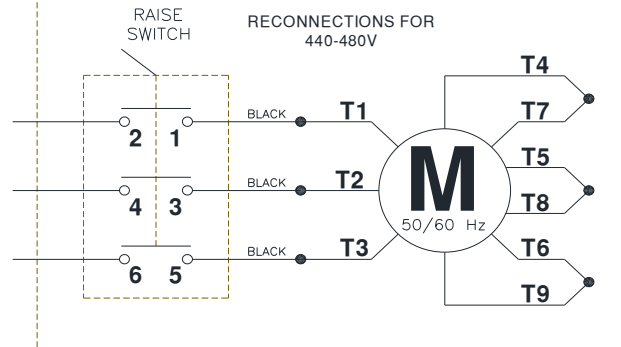 RAISE
SWITCH
RECONNECTIONS FOR
440-480V
2 1 BLACK T1
4 3 BLACK T2
6 5 BLACK T3
M
50/60 Hz
T4
T7
T5
T8
T6
T9